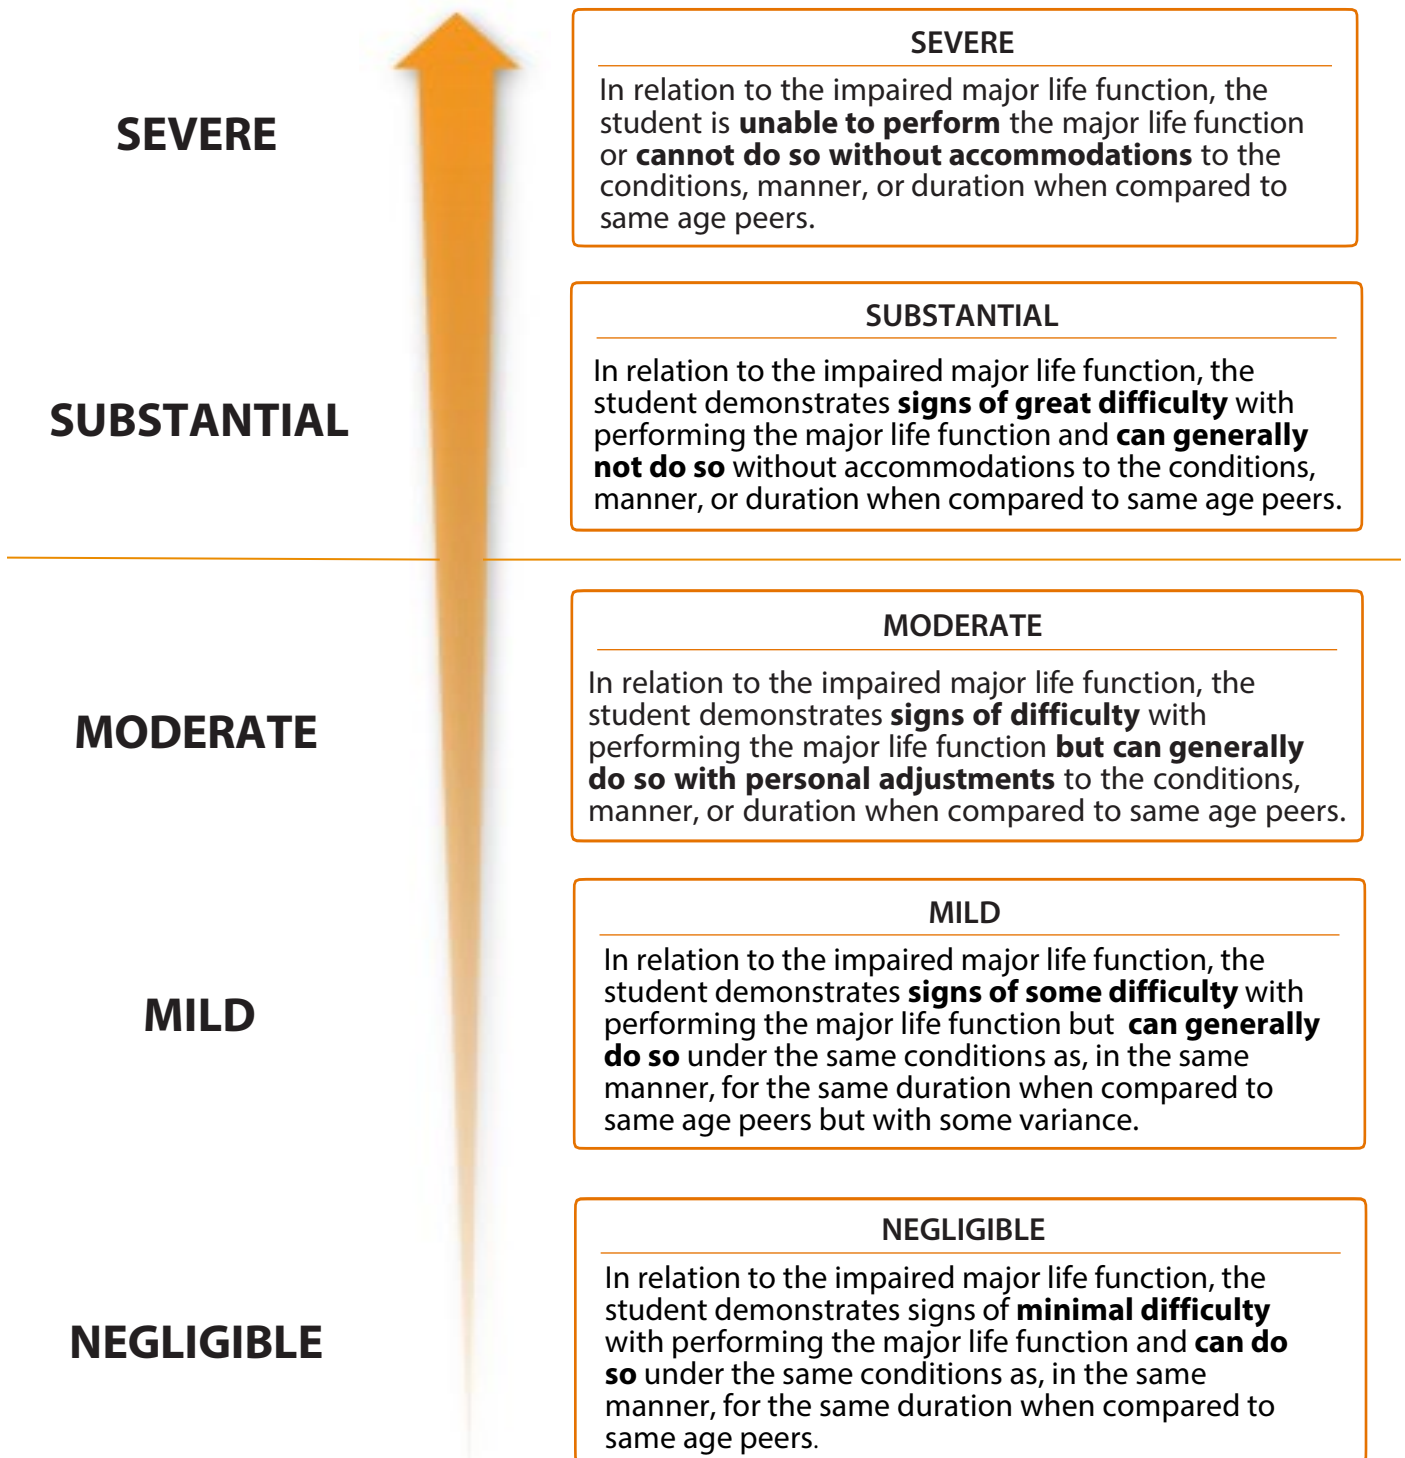 SEVERE
SEVERE
In relation to the impaired major life function, the
student is unable to perform the major life function
or cannot do so without accommodations to the
conditions, manner, or duration when compared to
same age peers.
SUBSTANTIAL
SUBSTANTIAL
In relation to the impaired major life function, the
student demonstrates signs of great difficulty with
performing the major life function and can generally
not do so without accommodations to the conditions,
manner, or duration when compared to same age peers.
MODERATE
MODERATE
In relation to the impaired major life function, the
student demonstrates signs of difficulty with
performing the major life function but can generally
do so with personal adjustments to the conditions,
manner, or duration when compared to same age peers.
MILD
MILD
In relation to the impaired major life function, the
student demonstrates signs of some difficulty with
performing the major life function but can generally
do so under the same conditions as, in the same
manner, for the same duration when compared to
same age peers but with some variance.
NEGLIGIBLE
NEGLIGIBLE
In relation to the impaired major life function, the
student demonstrates signs of minimal difficulty
with performing the major life function and can do
so under the same conditions as, in the same
manner, for the same duration when compared to
same age peers.